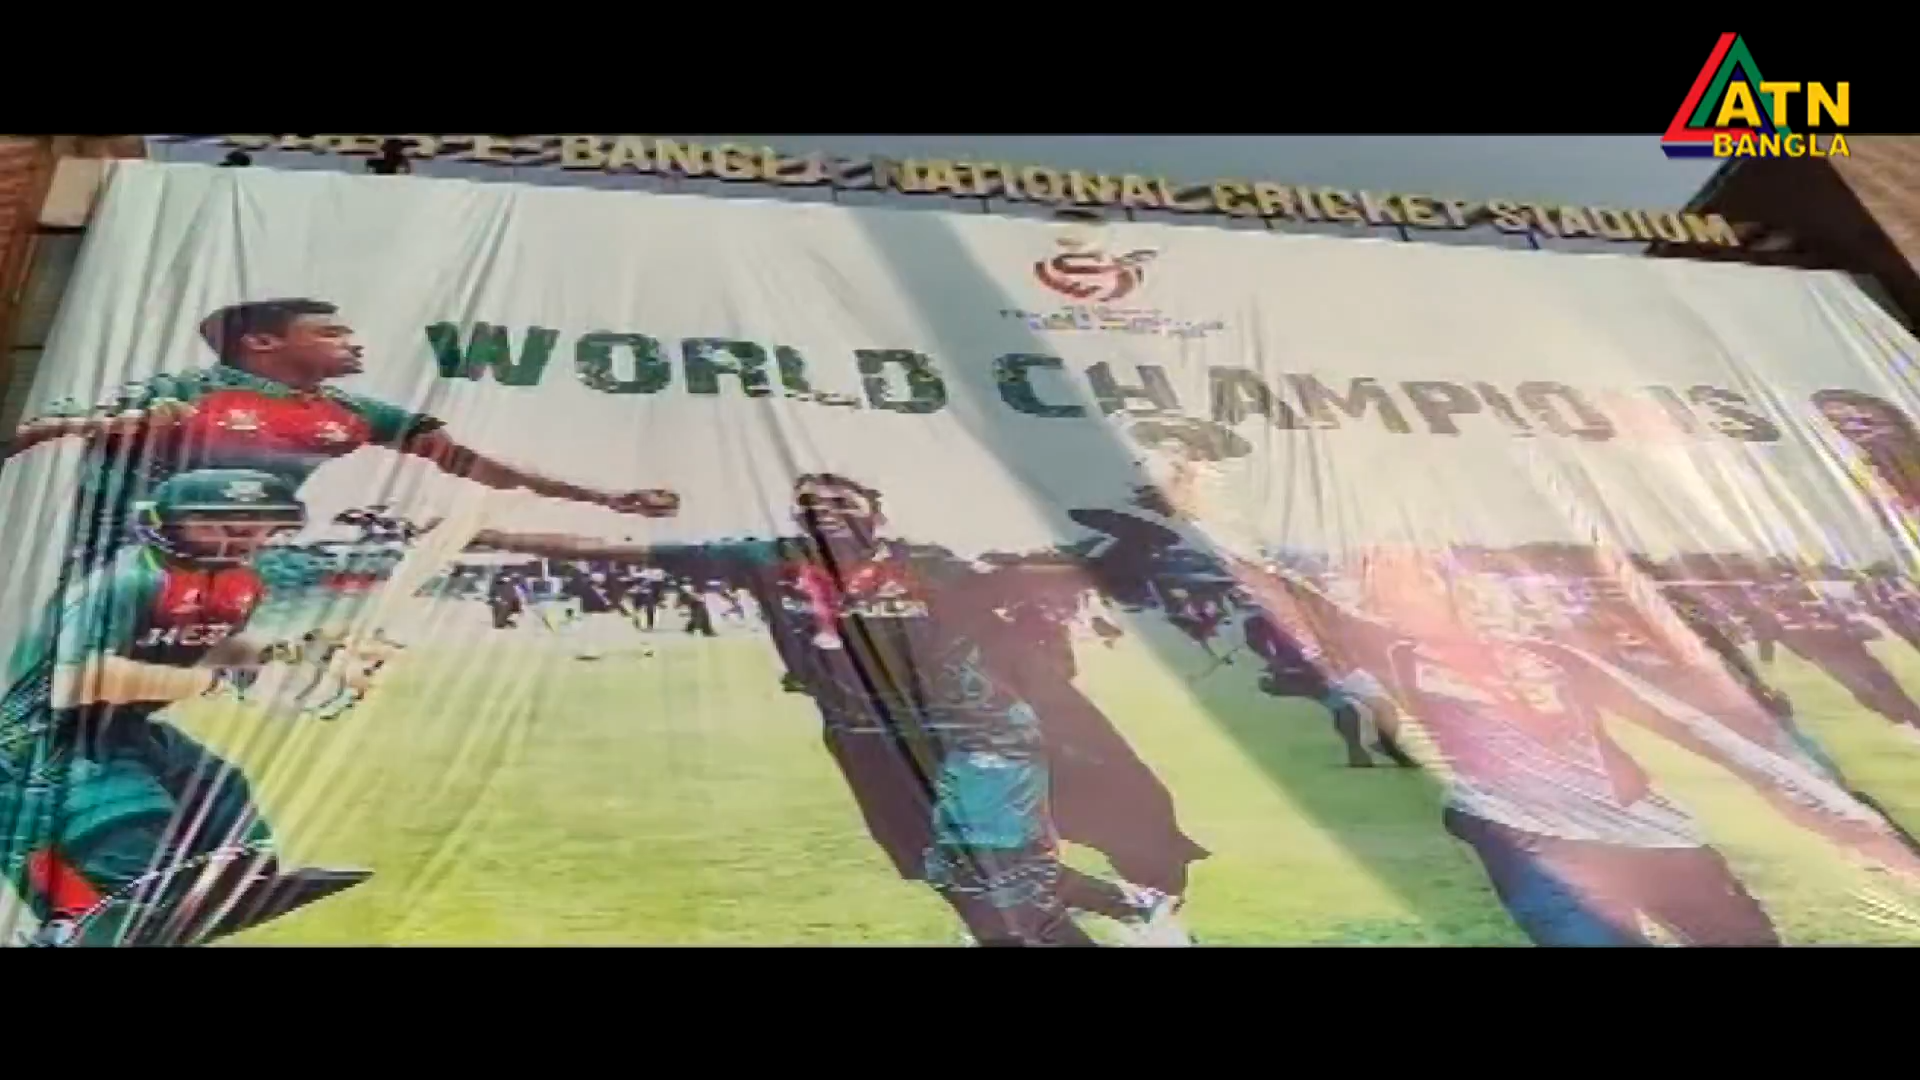 ATN
BANGLA
BANGLA NATIONAL CRICKET STADIUM
WORLD CHAMPIONS